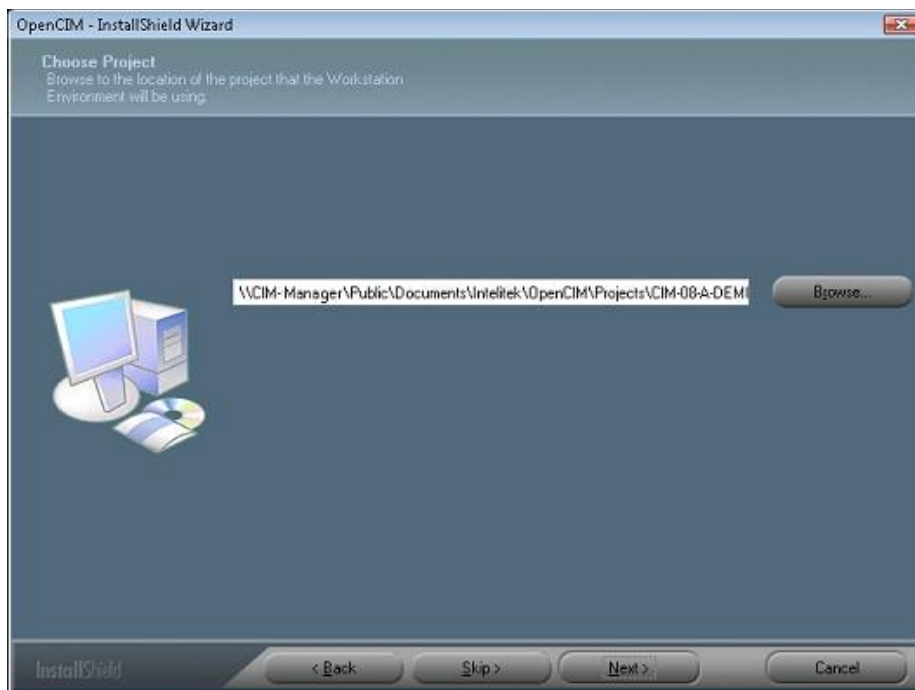 OpenCIM - InstallShield Wizard
Choose Project
Browse to the location of the project that the Workstation
Environment will be using.
\\CIM- Manager\Public\Documents\Intelitek\OpenCIM\Projects\CIM-08-A-DEM
Browse...
InstallShield
< Back
Skip >
Next >
Cancel